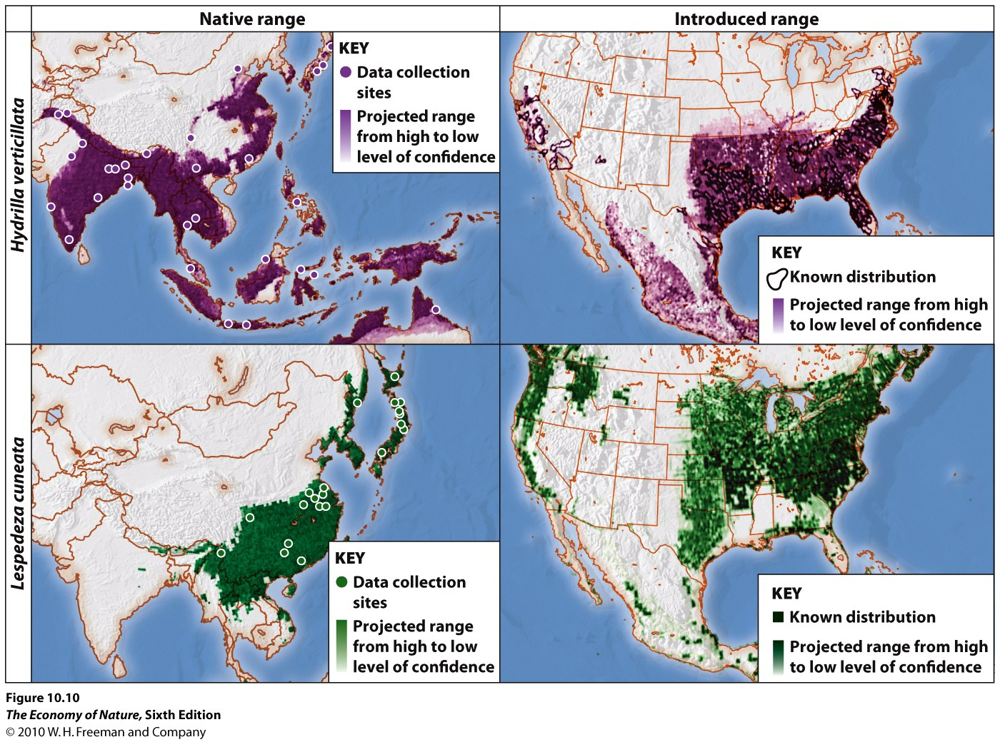 Native range
Introduced range
Hydrilla verticillata
KEY
Data collection
sites
Projected range
from high to low
level of confidence
KEY
Known distribution
Projected range from high
to low level of confidence
Lespedeza cuneata
KEY
Data collection
sites
Projected range
from high to low
level of confidence
KEY
Known distribution
Projected range from high
to low level of confidence
Figure 10.10
The Economy of Nature, Sixth Edition
© 2010 W. H. Freeman and Company